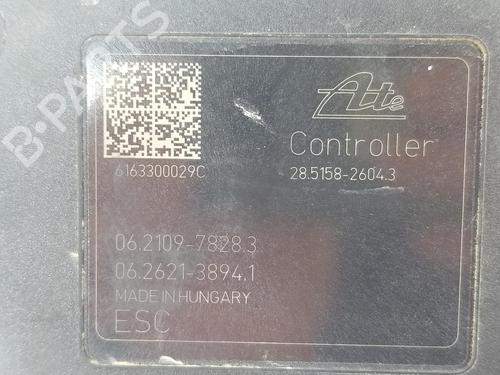 Ate
Controller
6163300029C
28.5158-2604.3
06.2109-7828.3
06.2621-3894.1
MADE IN HUNGARY
ESC
B-PARTS